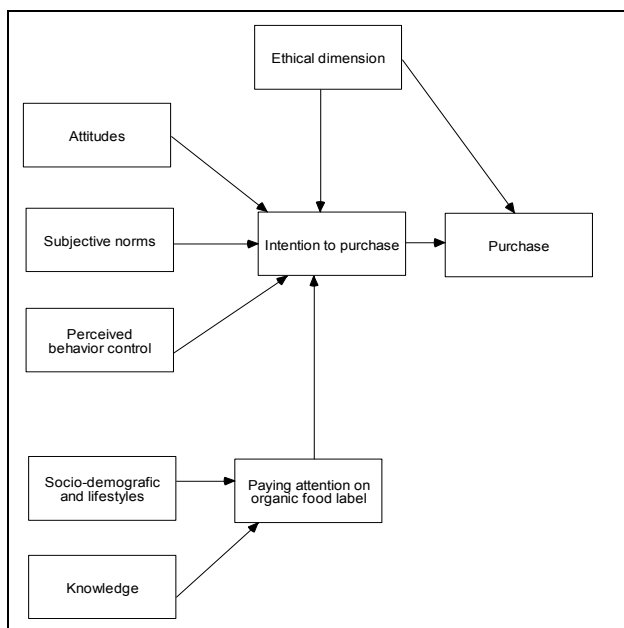 Ethical dimension
Attitudes
Subjective norms
Intention to purchase
Purchase
Perceived
behavior control
Socio-demografic
and lifestyles
Paying attention on
organic food label
Knowledge